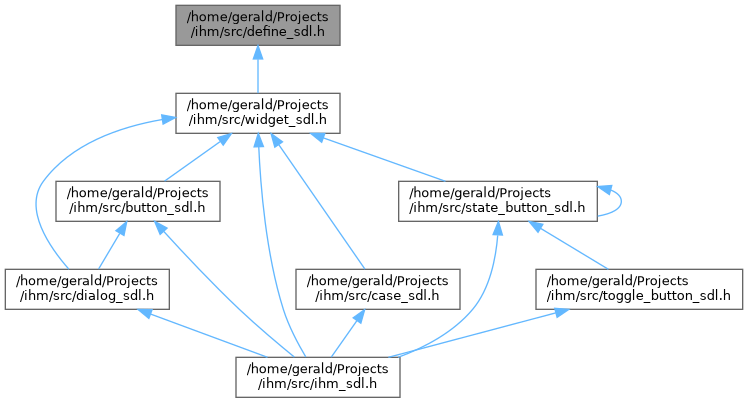 /home/gerald/Projects
/ihm/src/define_sdl.h
/home/gerald/Projects
/ihm/src/widget_sdl.h
/home/gerald/Projects
/ihm/src/button_sdl.h
/home/gerald/Projects
/ihm/src/state_button_sdl.h
/home/gerald/Projects
/ihm/src/dialog_sdl.h
/home/gerald/Projects
/ihm/src/case_sdl.h
/home/gerald/Projects
/ihm/src/toggle_button_sdl.h
/home/gerald/Projects
/ihm/src/ihm_sdl.h